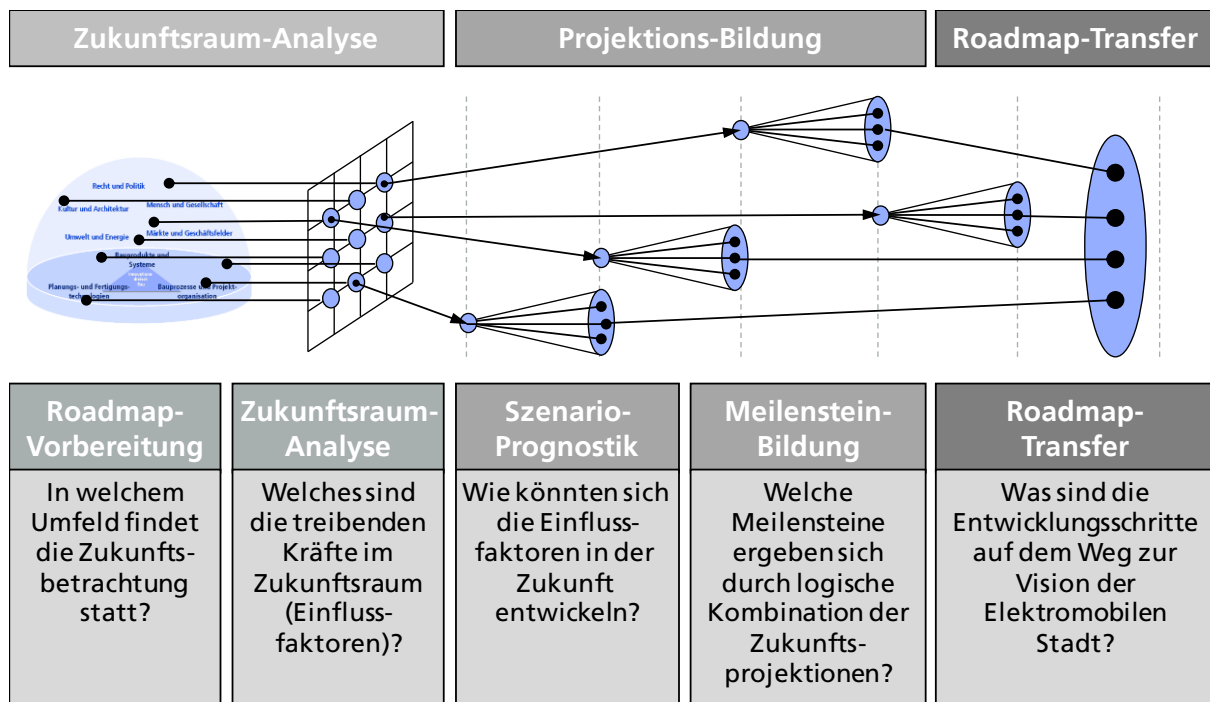 Zukunftsraum-Analyse
Projektions-Bildung
Roadmap-Transfer
Recht und Politik
Kultur und Architektur
Mensch und Gesellschaft
Umwelt und Energie
Märkte und Geschäftsfelder
Bauprodukte und
Systeme
Planungs- und Fertigungs-
technologien
Bauprozesse und Projekt-
organisation
Roadmap-
Vorbereitung
In welchem
Umfeld findet
die Zukunfts-
betrachtung
statt?
Zukunftsraum-
Analyse
Welches sind
die treibenden
Kräfte im
Zukunftsraum
(Einfluss-
faktoren)?
Szenario-
Prognostik
Wie könnten sich
die Einfluss-
faktoren in der
Zukunft
entwickeln?
Meilenstein-
Bildung
Welche
Meilensteine
ergeben sich
durch logische
Kombination der
Zukunfts-
projektionen?
Roadmap-
Transfer
Was sind die
Entwicklungsschritte
auf dem Weg zur
Vision der
Elektromobilen
Stadt?